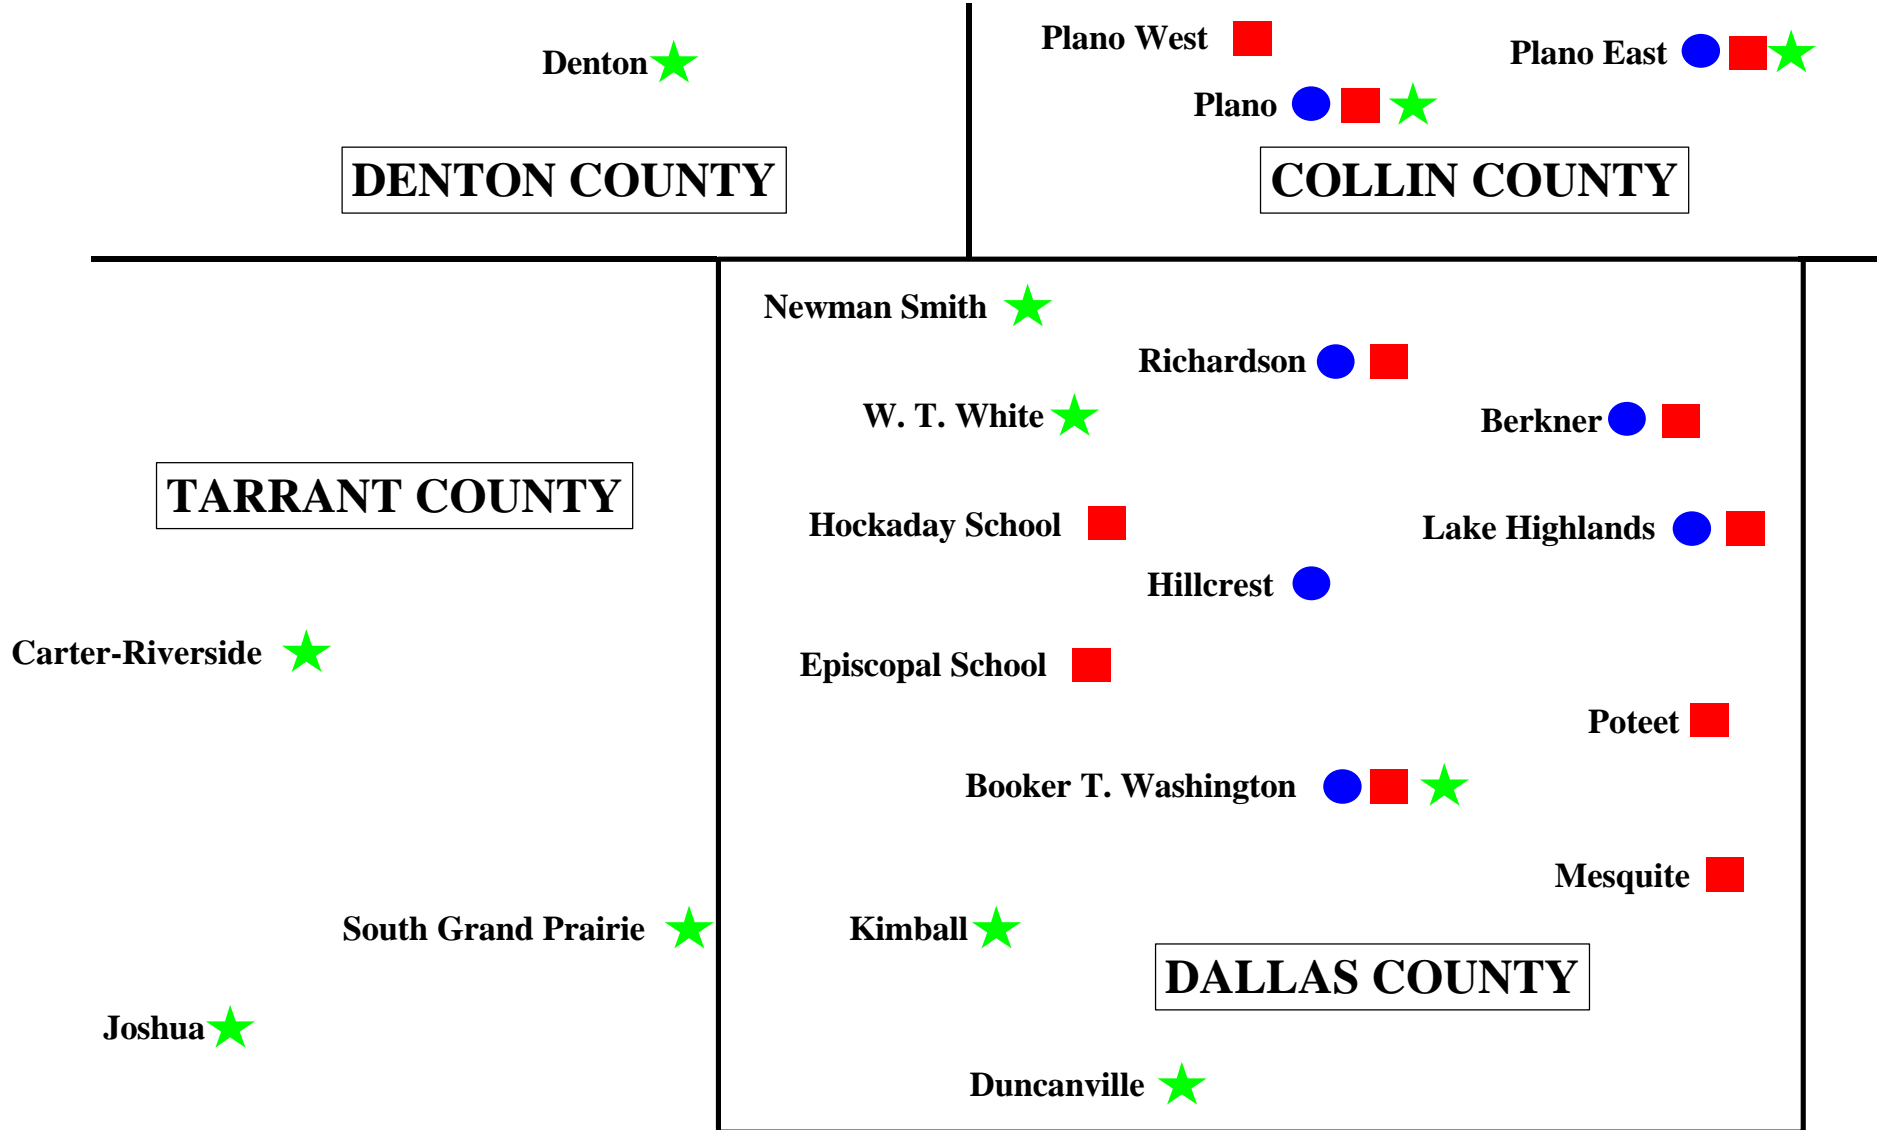 Plano West
Plano East
Denton
Plano
DENTON COUNTY
COLLIN COUNTY
Newman Smith
Richardson
W. T. White
Berkner
TARRANT COUNTY
Hockaday School
Lake Highlands
Hillcrest
Carter-Riverside
Episcopal School
Poteet
Booker T. Washington
Mesquite
South Grand Prairie
Kimball
DALLAS COUNTY
Joshua
Duncanville